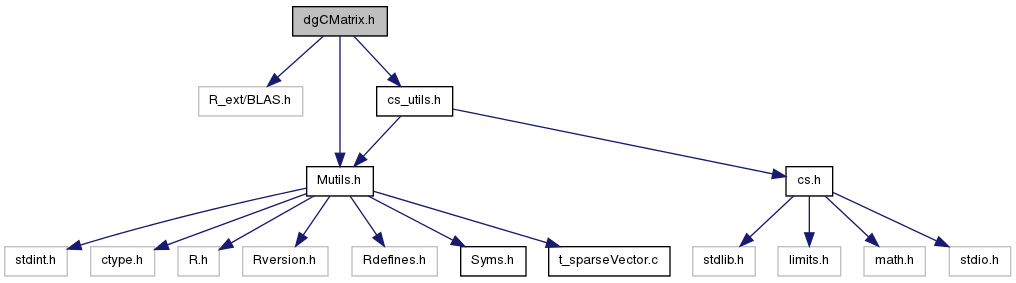 dgCMatrix.h
R_ext/BLAS.h
cs_utils.h
Mutils.h
cs.h
stdint.h
ctype.h
R.h
Rversion.h
Rdefines.h
Syms.h
t_sparseVector.c
stdlib.h
limits.h
math.h
stdio.h